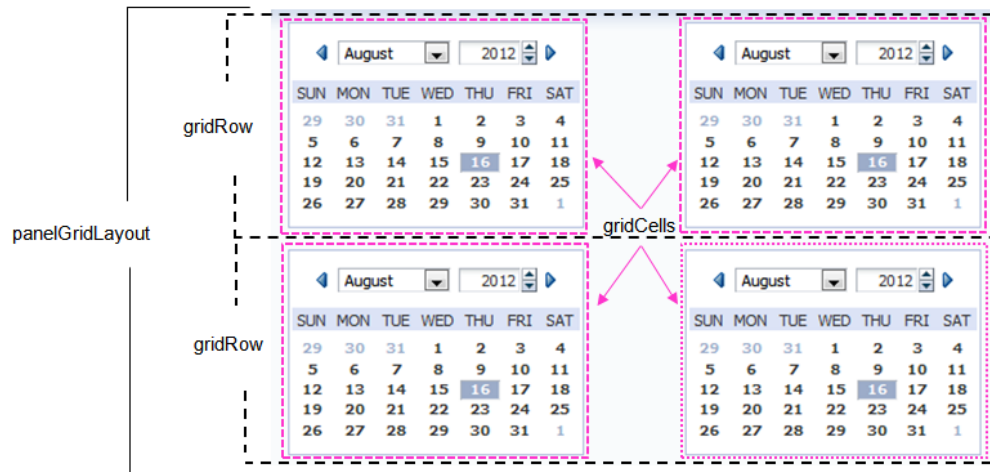 August 2012 August 2012
SUN MON TUE WED THU FRI SAT SUN MON TUE WED THU FRI SAT
gridRow
29 30 31 1 2 3 4 29 30 31 1 2 3 4
5 6 7 8 9 10 11 5 6 7 8 9 10 11
12 13 14 15 16 17 18 12 13 14 15 16 17 18
19 20 21 22 23 24 25 19 20 21 22 23 24 25
26 27 28 29 30 31 1 26 27 28 29 30 31 1
gridCells
panelGridLayout
August 2012 August 2012
SUN MON TUE WED THU FRI SAT SUN MON TUE WED THU FRI SAT
gridRow
29 30 31 1 2 3 4 29 30 31 1 2 3 4
5 6 7 8 9 10 11 5 6 7 8 9 10 11
12 13 14 15 16 17 18 12 13 14 15 16 17 18
19 20 21 22 23 24 25 19 20 21 22 23 24 25
26 27 28 29 30 31 1 26 27 28 29 30 31 1